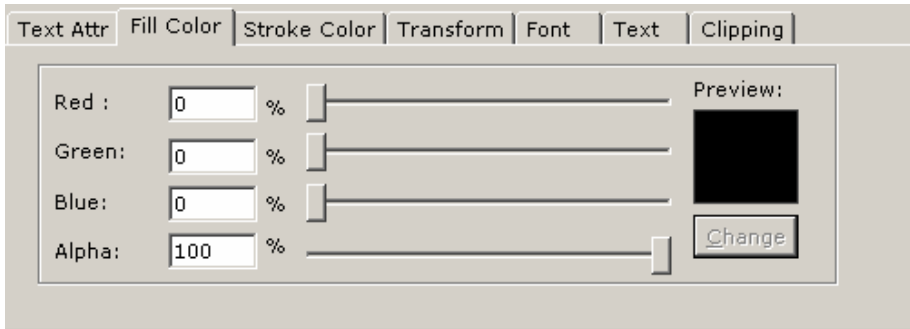 Text Attr Fill Color Stroke Color Transform Font Text Clipping
Red : 0 %
Preview:
Green: 0 %
Blue: 0 %
Change
Alpha: 100 %